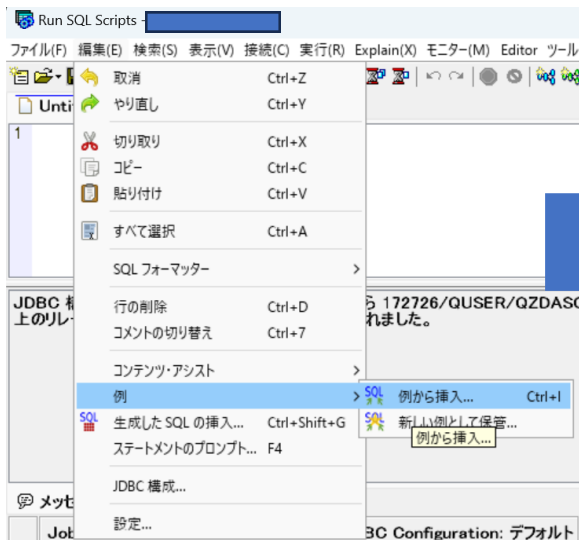 Run SQL Scripts -
ファイル(F) 編集(E) 検索(S) 表示(V) 接続(C) 実行(R) Explain(X) モニター(M) Editor ツール
Unti
取消 Ctrl+Z
やり直し Ctrl+Y
1
切り取り Ctrl+X
コピー Ctrl+C
貼り付け Ctrl+V
すべて選択 Ctrl+A
SQL フォーマッター
JDBC
ら 172726/QUSER/QZDASO
行の削除 Ctrl+D
上のリレー
れました。
コメントの切り替え Ctrl+7
コンテンツ・アシスト
例
例から挿入... Ctrl+I
生成した SQL の挿入... Ctrl+Shift+G
新しい例として保管...
例から挿入...
ステートメントのプロンプト... F4
JDBC 構成...
メッセ
設定...
Job
BC Configuration: デフォルト